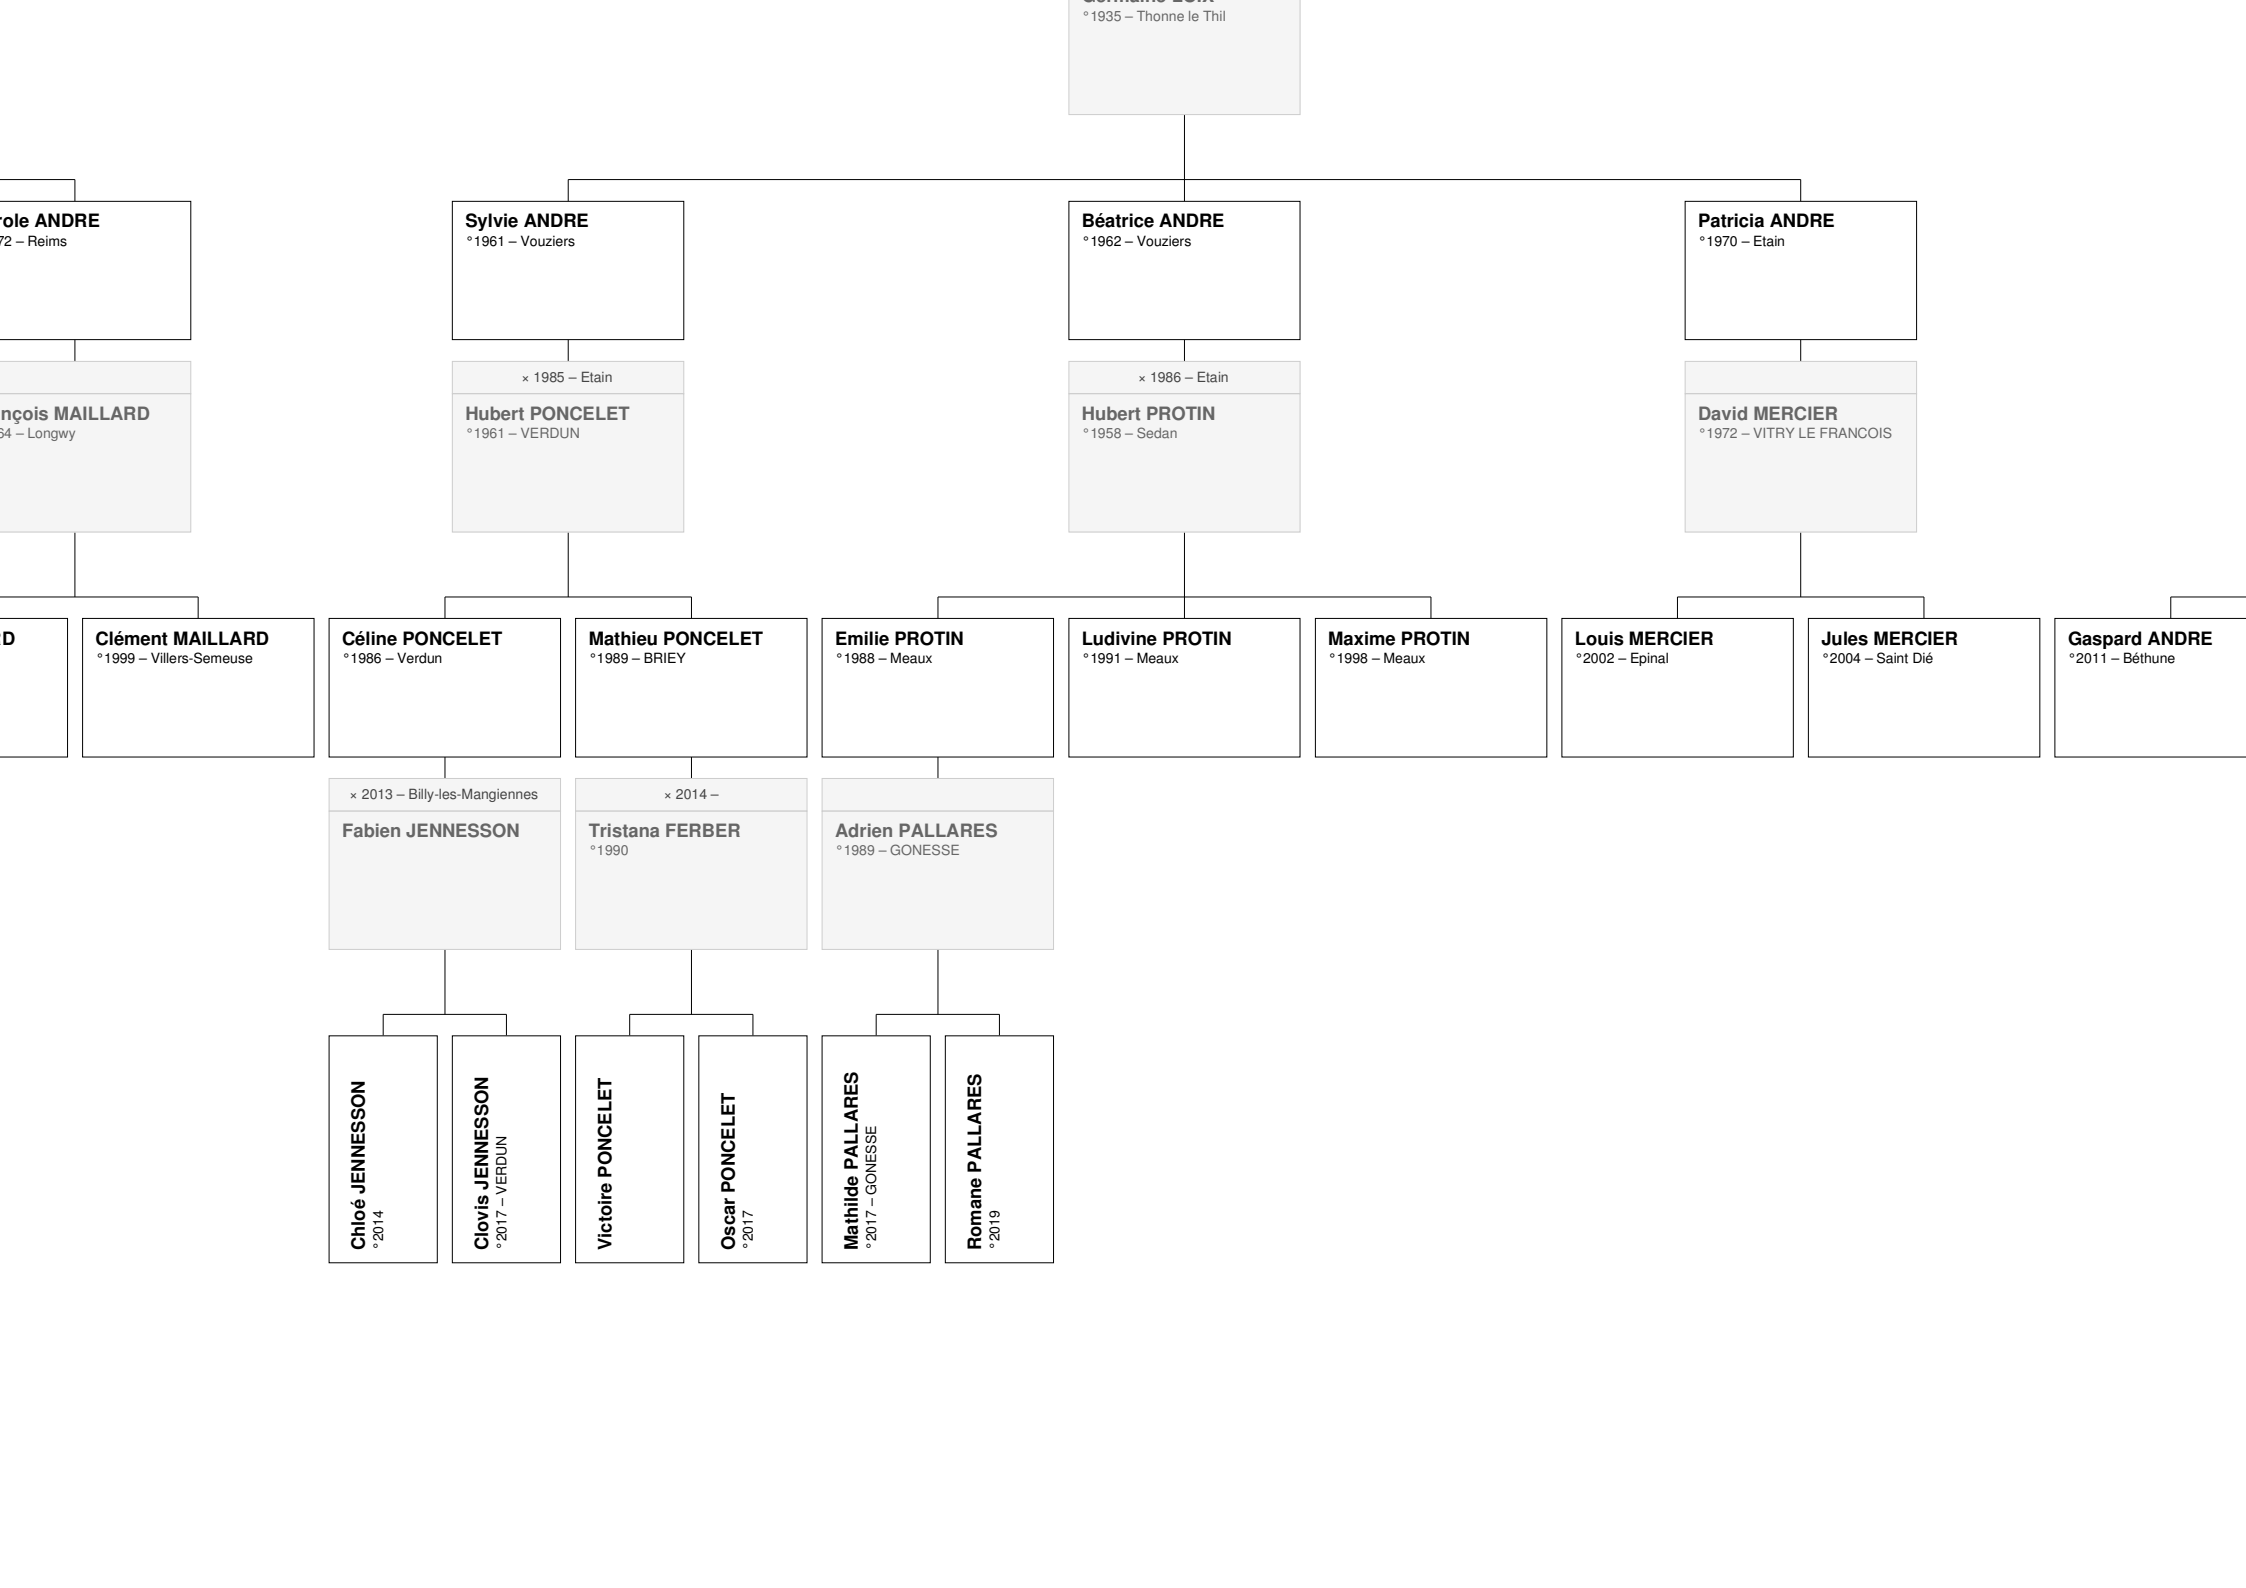 °1935 – Thonne le Thil
ANDRE
– Reims
Sylvie ANDRE
°1961 – Vouziers
Béatrice ANDRE
°1962 – Vouziers
Patricia ANDRE
°1970 – Etain
MAILLARD
– Longwy
× 1985 – Etain
Hubert PONCELET
°1961 – VERDUN
× 1986 – Etain
Hubert PROTIN
°1958 – Sedan
David MERCIER
°1972 – VITRY LE FRANCOIS
Clément MAILLARD
°1999 – Villers-Semeuse
Céline PONCELET
°1986 – Verdun
Mathieu PONCELET
°1989 – BRIEY
Emilie PROTIN
°1988 – Meaux
Ludivine PROTIN
°1991 – Meaux
Maxime PROTIN
°1998 – Meaux
Louis MERCIER
°2002 – Epinal
Jules MERCIER
°2004 – Saint Dié
Gaspard ANDRE
°2011 – Béthune
× 2013 – Billy-les-Mangiennes
Fabien JENNESSON
× 2014 –
Tristana FERBER
°1990
Adrien PALLARES
°1989 – GONESSE
Chloé JENNESSON
°2014
Clovis JENNESSON
°2017 – VERDUN
Victoire PONCELET
Oscar PONCELET
°2017
Mathilde PALLARES
°2017 – GONESSE
Romane PALLARES
°2019